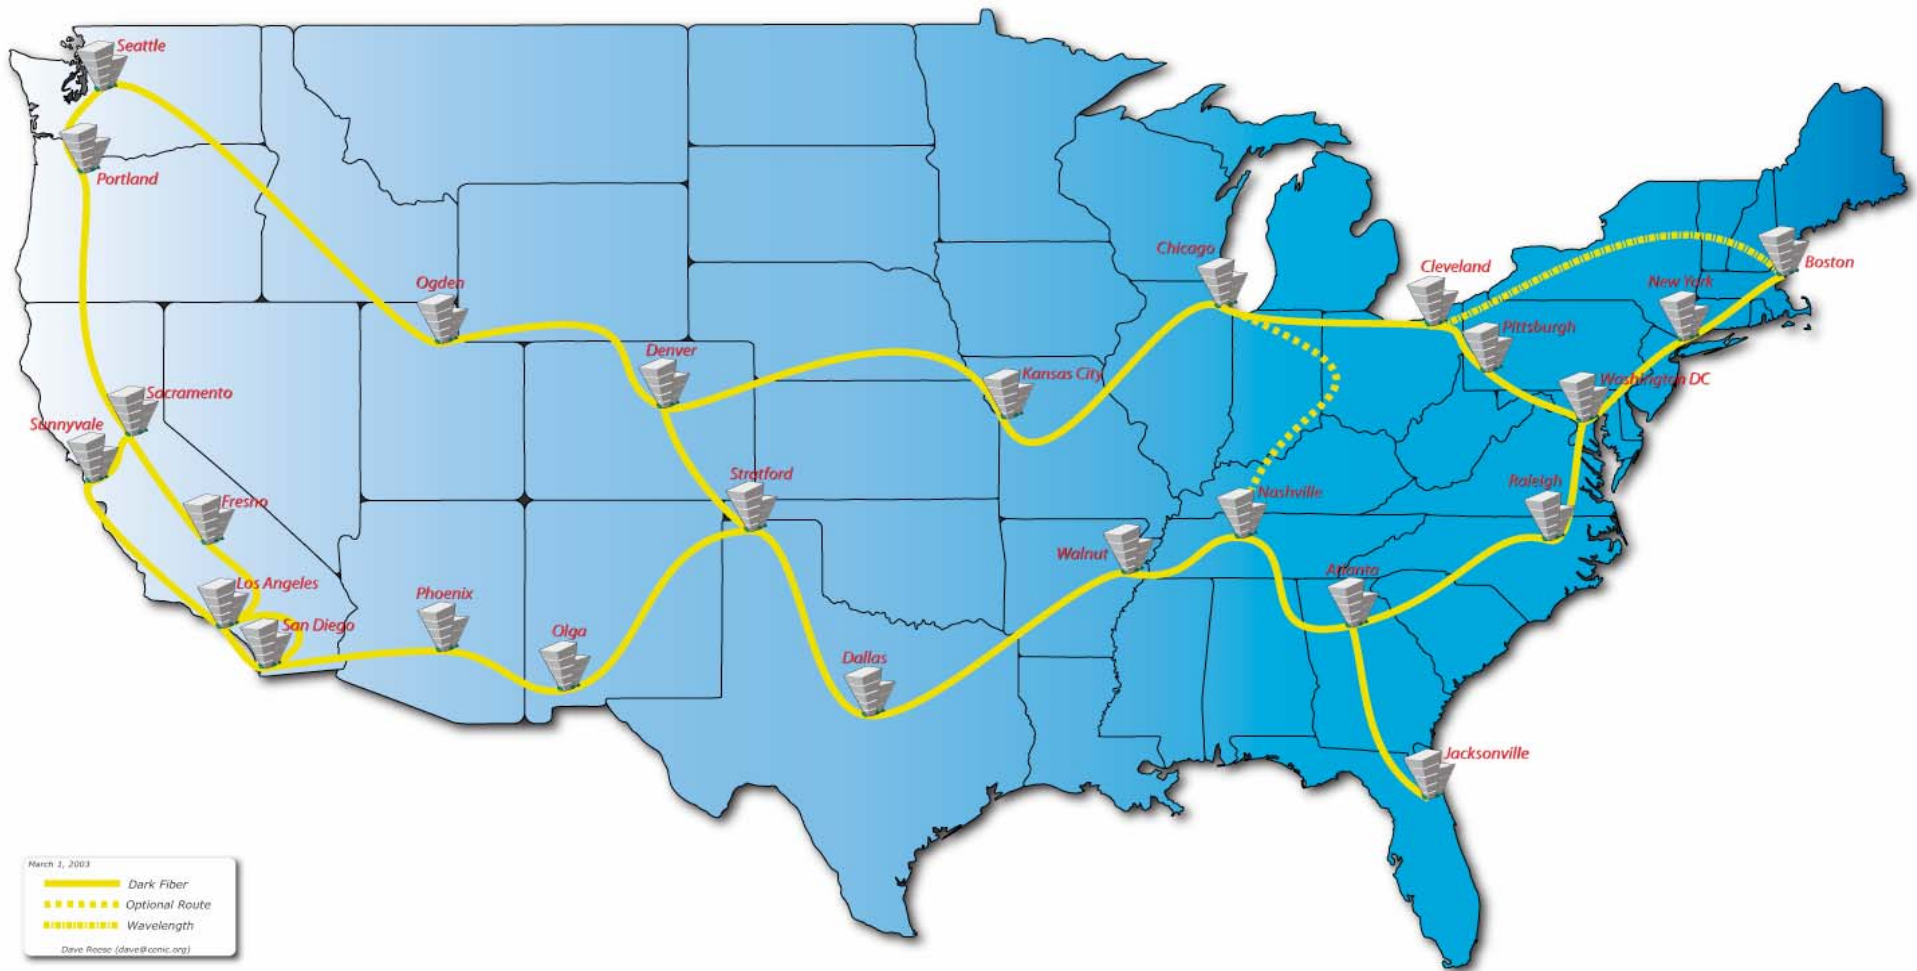 Seattle
Portland
Ogden
Chicago
Cleveland
Boston
New York
Pittsburgh
Denver
Kansas City
Washington DC
Sacramento
Sunnyvale
Stratford
Raleigh
Nashville
Fresno
Walnut
Los Angeles
Atlanta
Phoenix
San Diego
Olga
Dallas
Jacksonville
March 1, 2003
Dark Fiber
Optional Route
Wavelength
Dave Reese (dave@cenic.org)